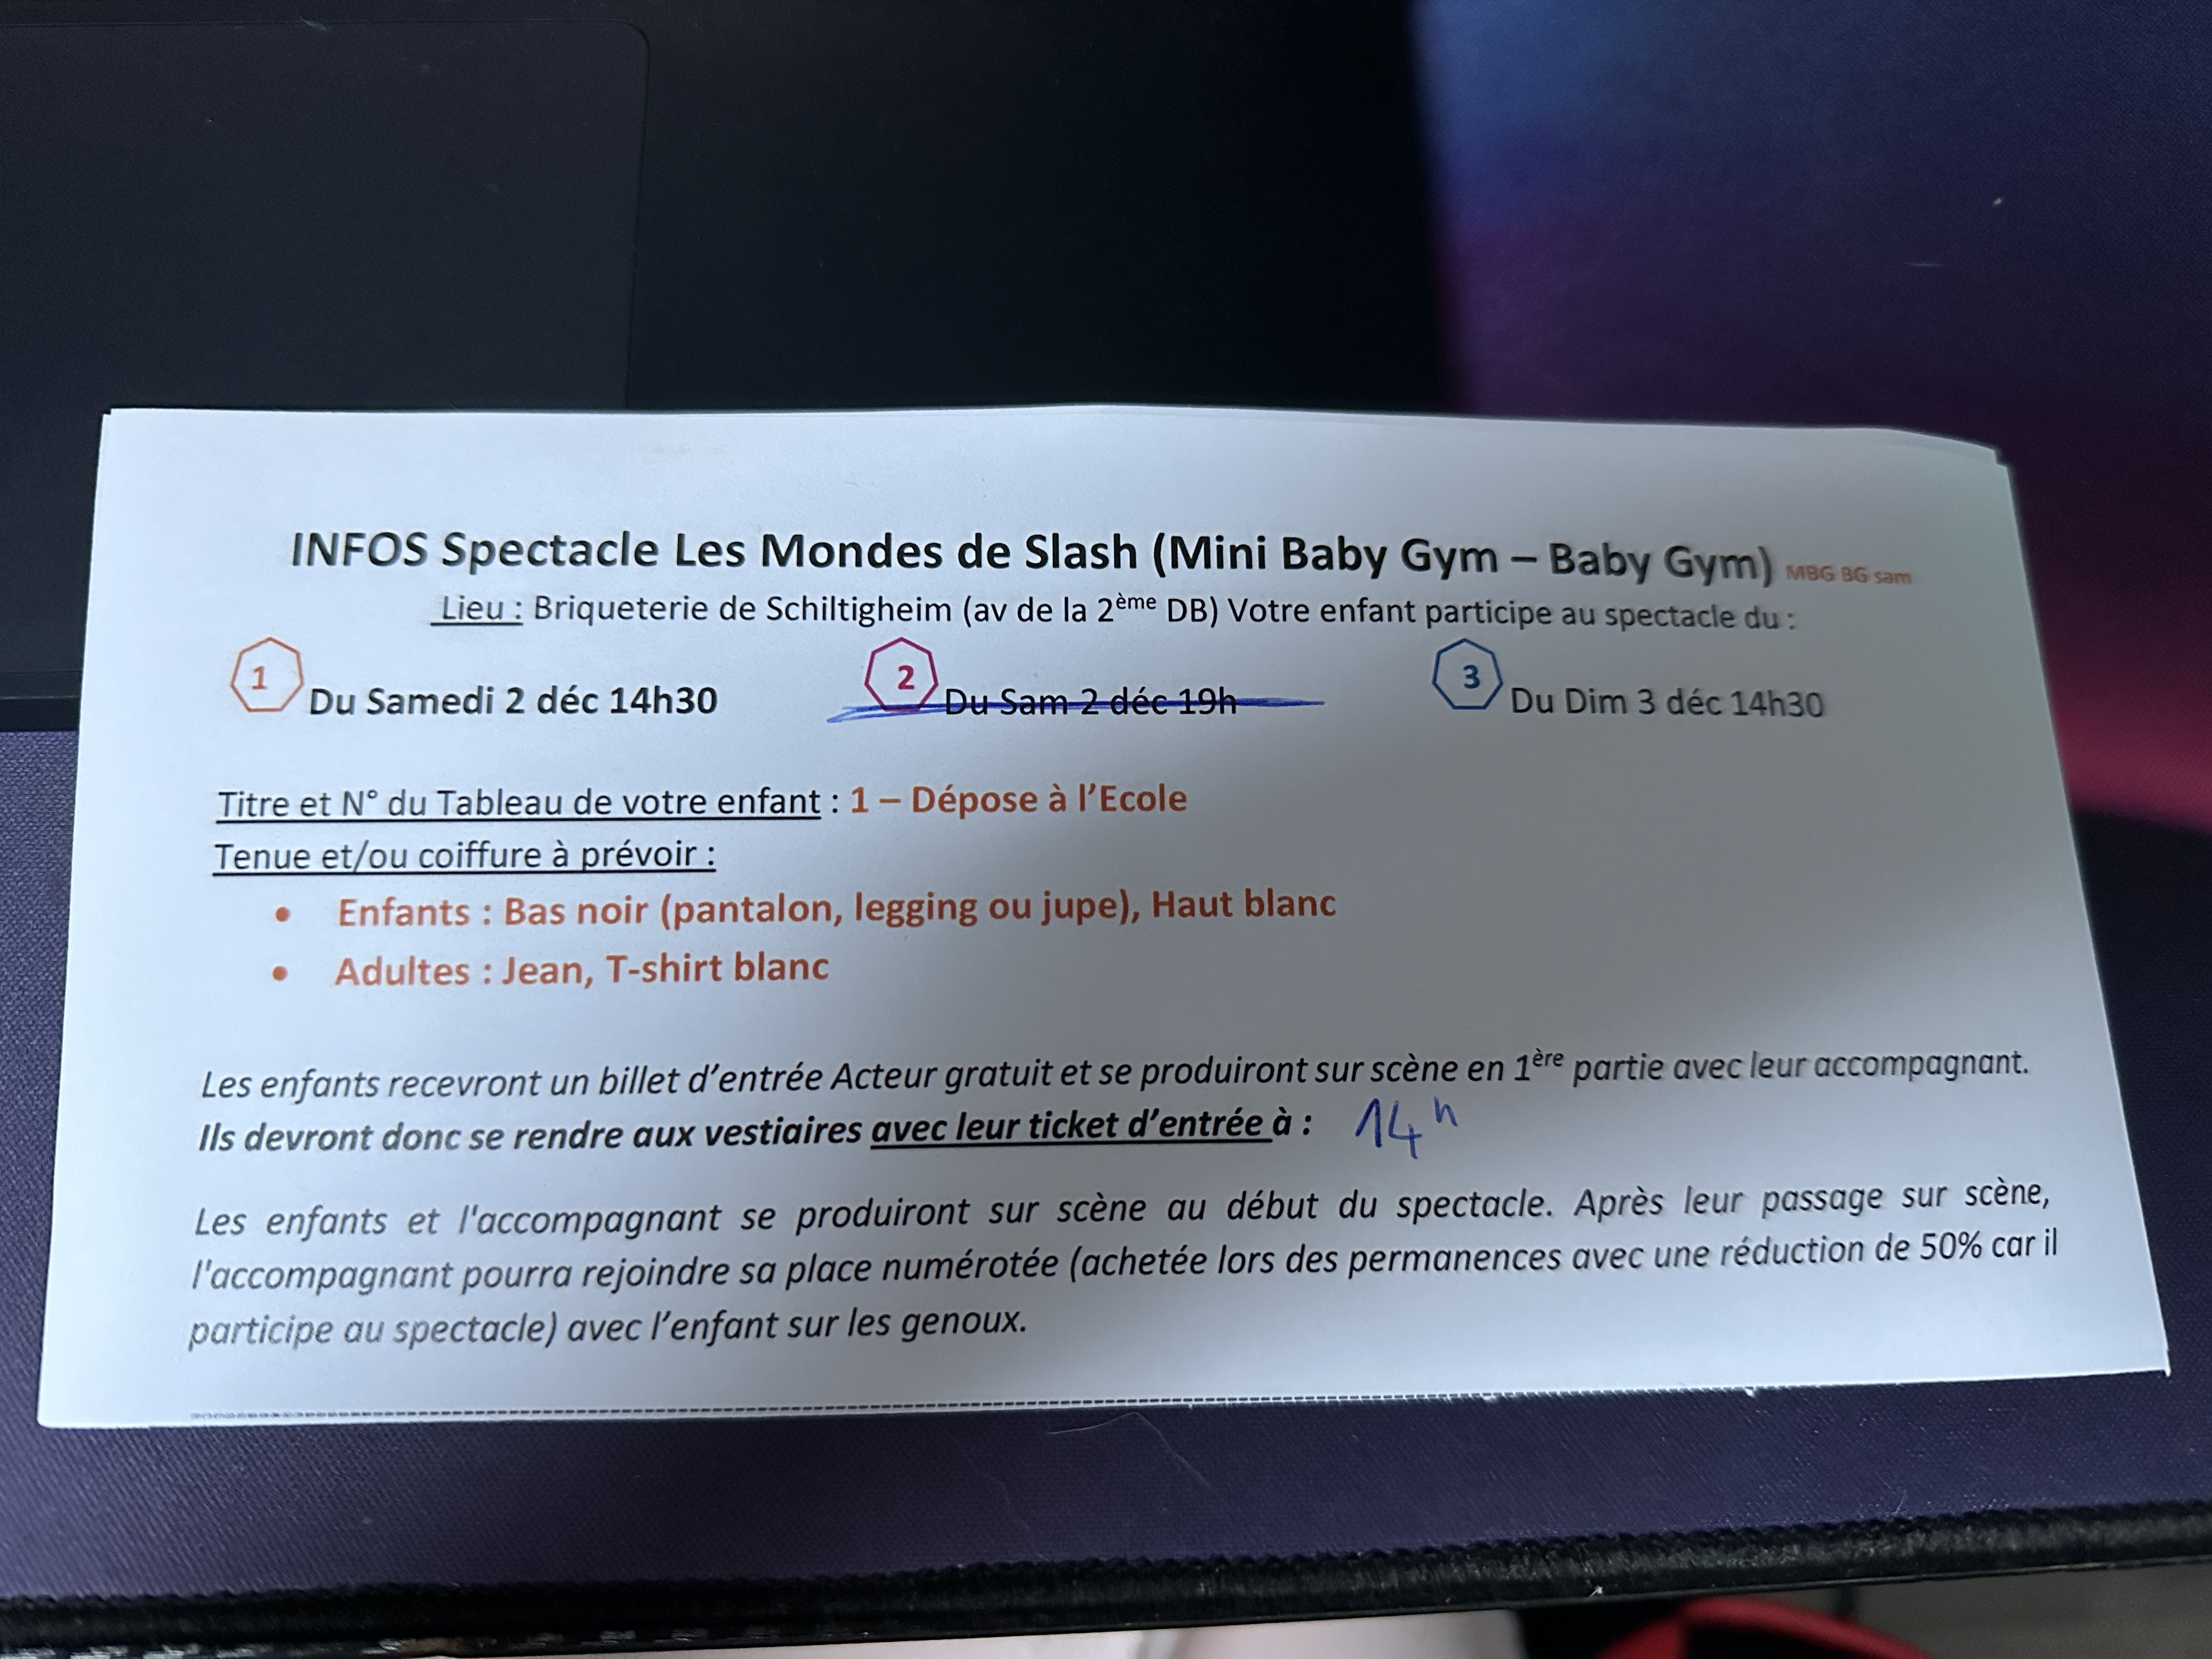 INFOS Spectacle Les Mondes de Slash (Mini Baby Gym – Baby Gym) MBG BG sam
Lieu : Briqueterie de Schiltigheim (av de la 2ème DB) Votre enfant participe au spectacle du :
1 Du Samedi 2 déc 14h30 2 Du Sam 2 déc 19h 3 Du Dim 3 déc 14h30
Titre et N° du Tableau de votre enfant : 1 – Dépose à l'Ecole
Tenue et/ou coiffure à prévoir :
• Enfants : Bas noir (pantalon, legging ou jupe), Haut blanc
• Adultes : Jean, T-shirt blanc
Les enfants recevront un billet d'entrée Acteur gratuit et se produiront sur scène en 1ère partie avec leur accompagnant.
Ils devront donc se rendre aux vestiaires avec leur ticket d'entrée à : 14h
Les enfants et l'accompagnant se produiront sur scène au début du spectacle. Après leur passage sur scène,
l'accompagnant pourra rejoindre sa place numérotée (achetée lors des permanences avec une réduction de 50% car il
participe au spectacle) avec l'enfant sur les genoux.